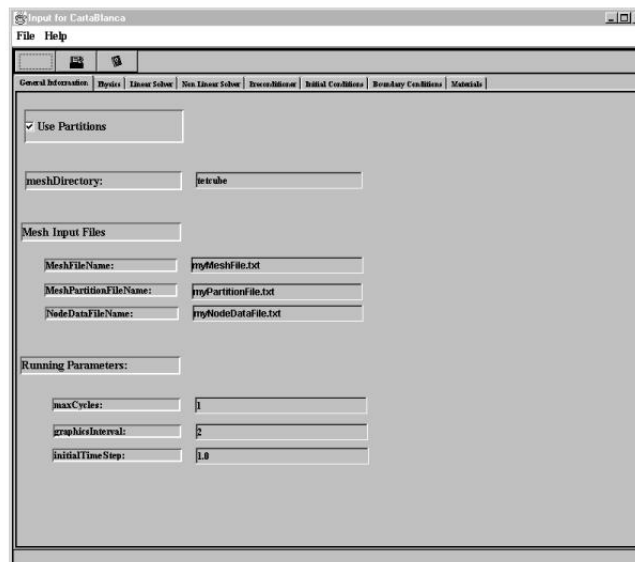 Input for CartaBlanca
File Help
General Information Physics Linear Solver Non Linear Solver Preconditioner Initial Conditions Boundary Conditions Materials
Use Partitions
meshDirectory: tetcube
Mesh Input Files
MeshFileName: myMeshFile.txt
MeshPartitionFileName: myPartitionFile.txt
NodeDataFileName: myNodeDataFile.txt
Running Parameters:
maxCycles: 1
graphicsInterval: 2
initialTimeStep: 1.0